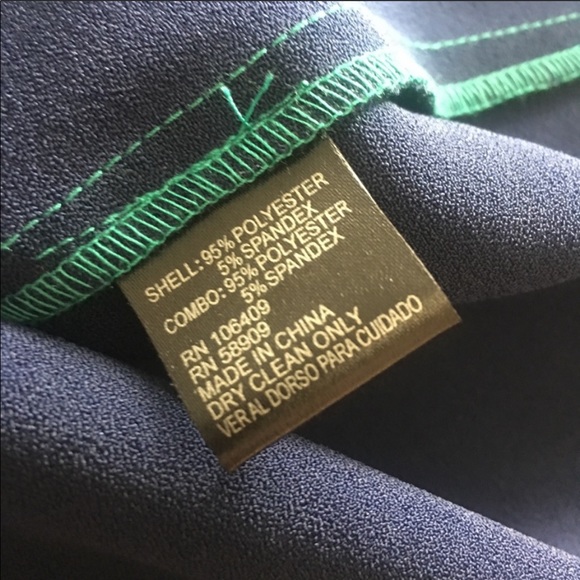 SHELL: 95% POLYESTER
5% SPANDEX
COMBO: 95% POLYESTER
5% SPANDEX
RN 106409
RN 58909
MADE IN CHINA
DRY CLEAN ONLY
VER AL DORSO PARA CUIDADO